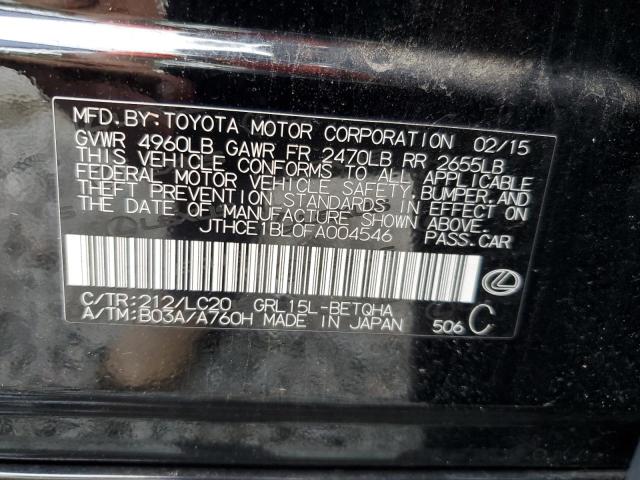 MFD.BY:TOYOTA MOTOR CORPORATION 02/15
GVWR 4960LB GAWR FR 2470LB RR 2655LB
THIS VEHICLE CONFORMS TO ALL APPLICABLE
FEDERAL MOTOR VEHICLE SAFETY,BUMPER,AND
THEFT PREVENTION STANDARDS IN EFFECT ON
THE DATE OF MANUFACTURE SHOWN ABOVE.
JTHCE1BL0FA004546 PASS.CAR
C/TR:212/LC20 GRL15L-BETQHA
A/TM:B03A/A760H MADE IN JAPAN 506 C